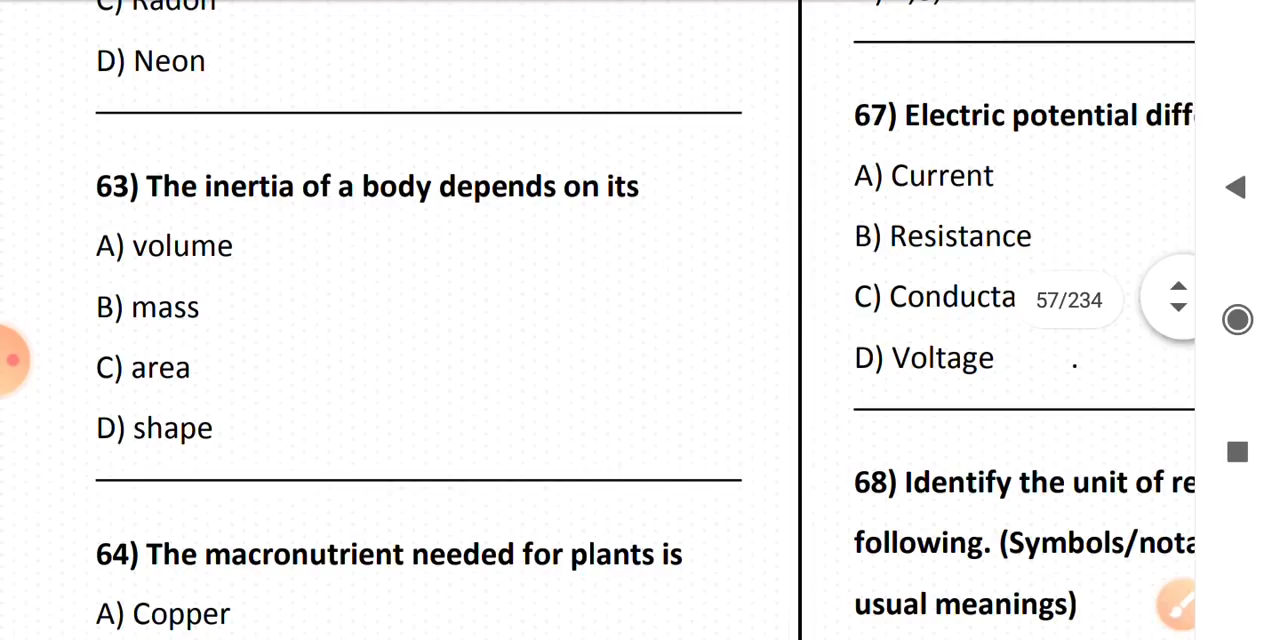 D) Neon
63) The inertia of a body depends on its
A) volume
B) mass
C) area
D) shape
64) The macronutrient needed for plants is
A) Copper
67) Electric potential diff
A) Current
B) Resistance
C) Conducta
57/234
D) Voltage
68) Identify the unit of re
following. (Symbols/nota
usual meanings)